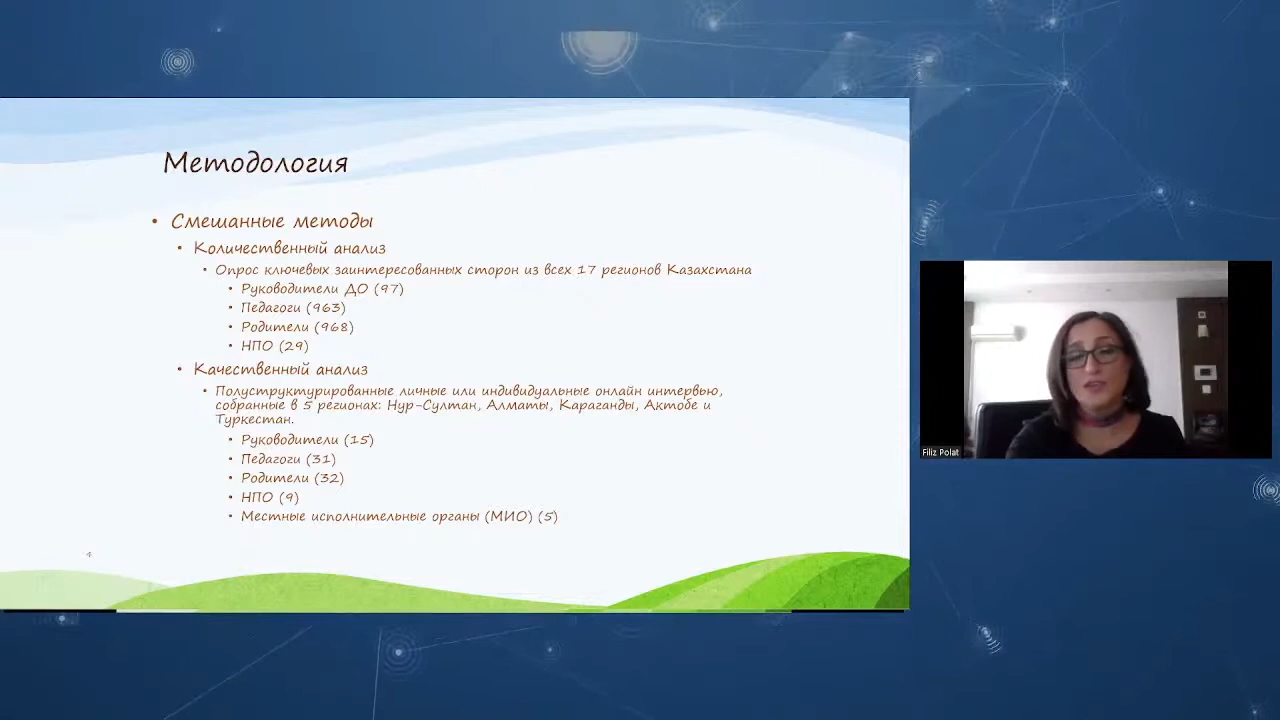 Методология
• Смешанные методы
• Количественный анализ
• Опрос ключевых заинтересованных сторон из всех 17 регионов Казахстана
• Руководители ДО (97)
• Педагоги (963)
• Родители (968)
• НПО (29)
• Качественный анализ
• Полуструктурированные личные или индивидуальные онлайн интервью,
собранные в 5 регионах: Нур-Султан, Алматы, Караганды, Актобе и
Туркестан.
• Руководители (15)
• Педагоги (31)
• Родители (32)
• НПО (9)
• Местные исполнительные органы (МИО) (5)
4
Filiz Polat